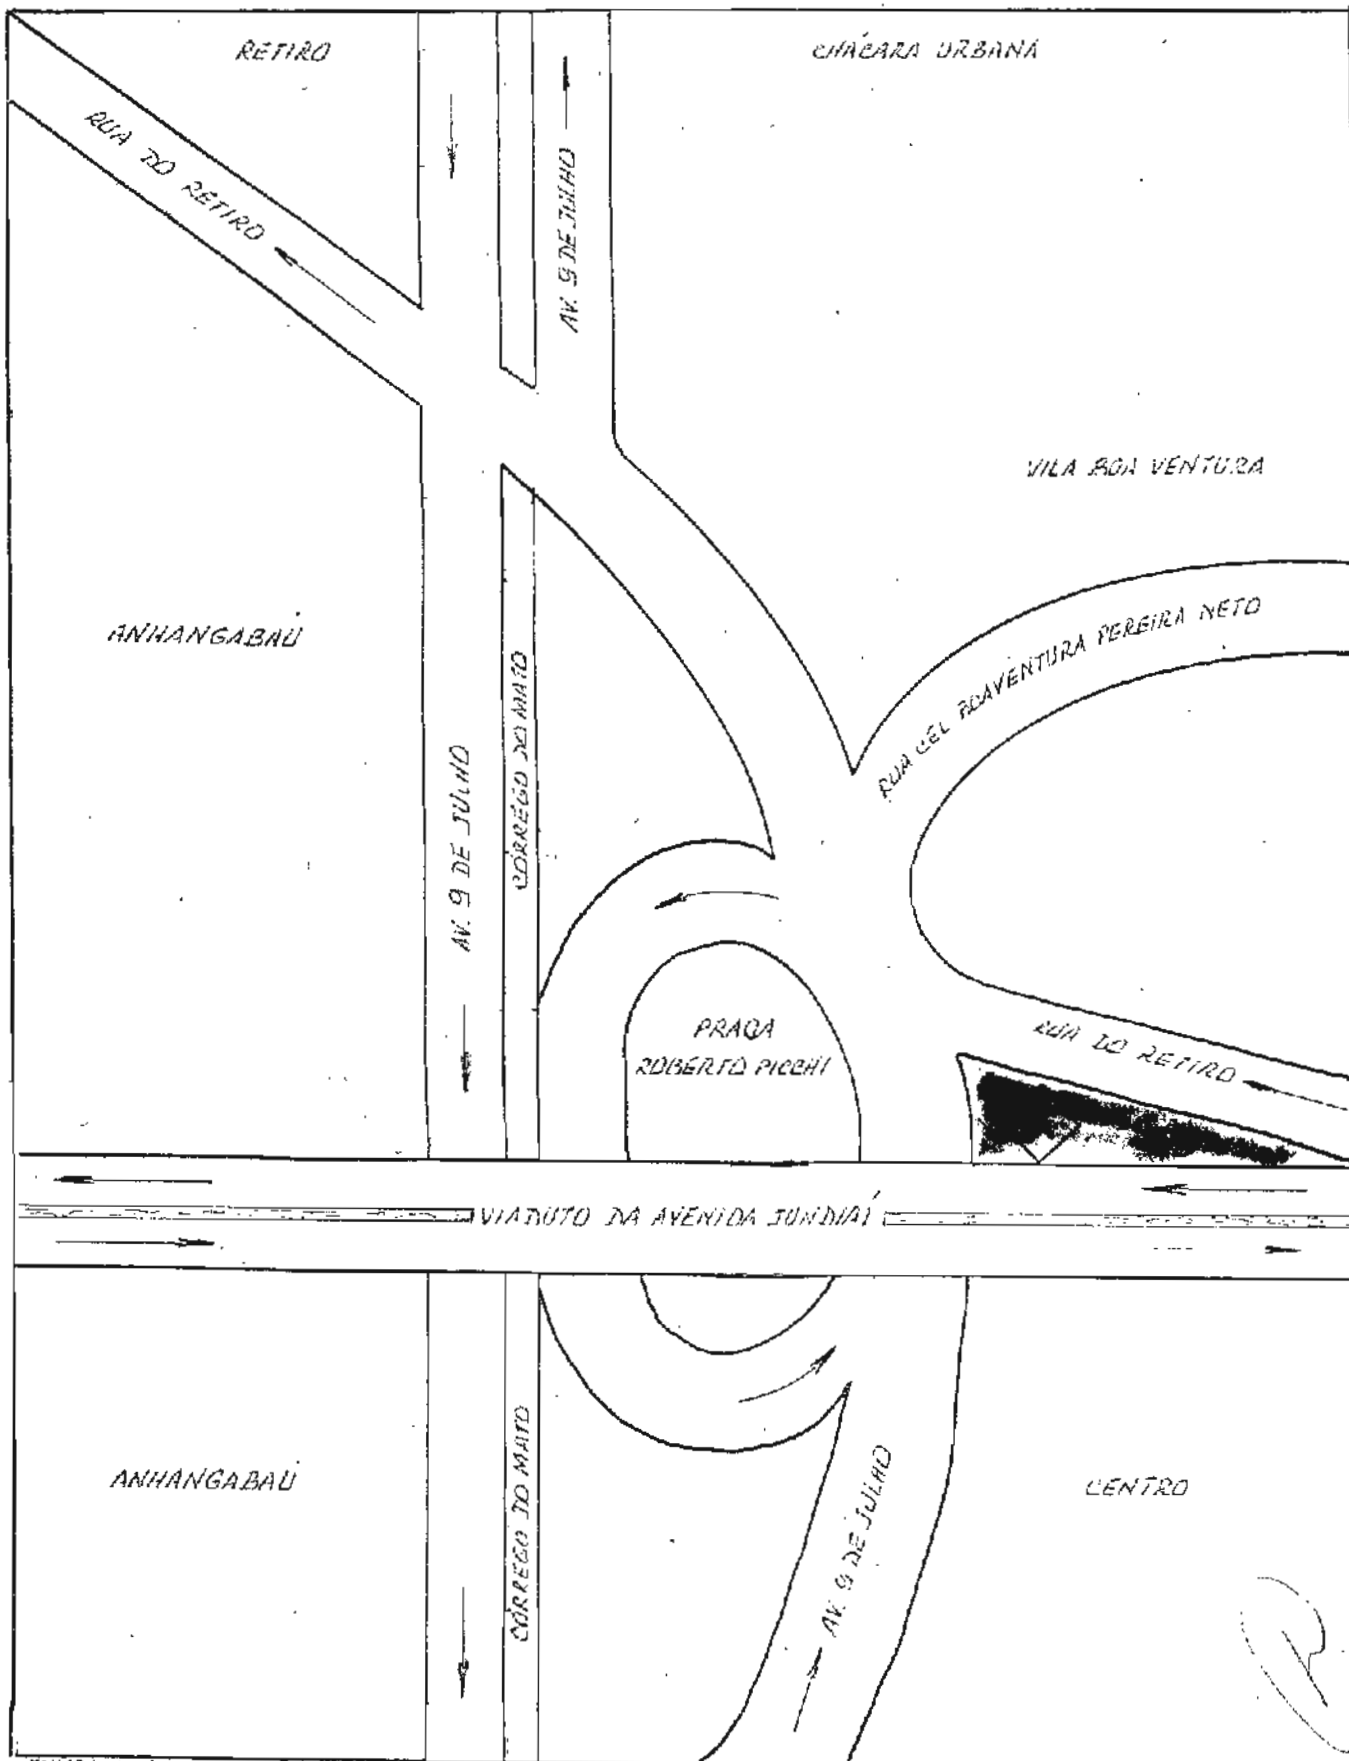 RETIRO
CHÁCARA URBANA
RUA DO RETIRO
AV. 9 DE JULHO
VILA BOA VENTURA
ANHANGABAÚ
RUA CEL BOAVENTURA PEREIRA NETO
CÓRREGO DO MATO
AV. 9 DE JULHO
PRAÇA
ROBERTO PICCHI
RUA DO RETIRO
VIADUTO DA AVENIDA JUNDIAÍ
ANHANGABAÚ
CÓRREGO DO MATO
AV. 9 DE JULHO
CENTRO